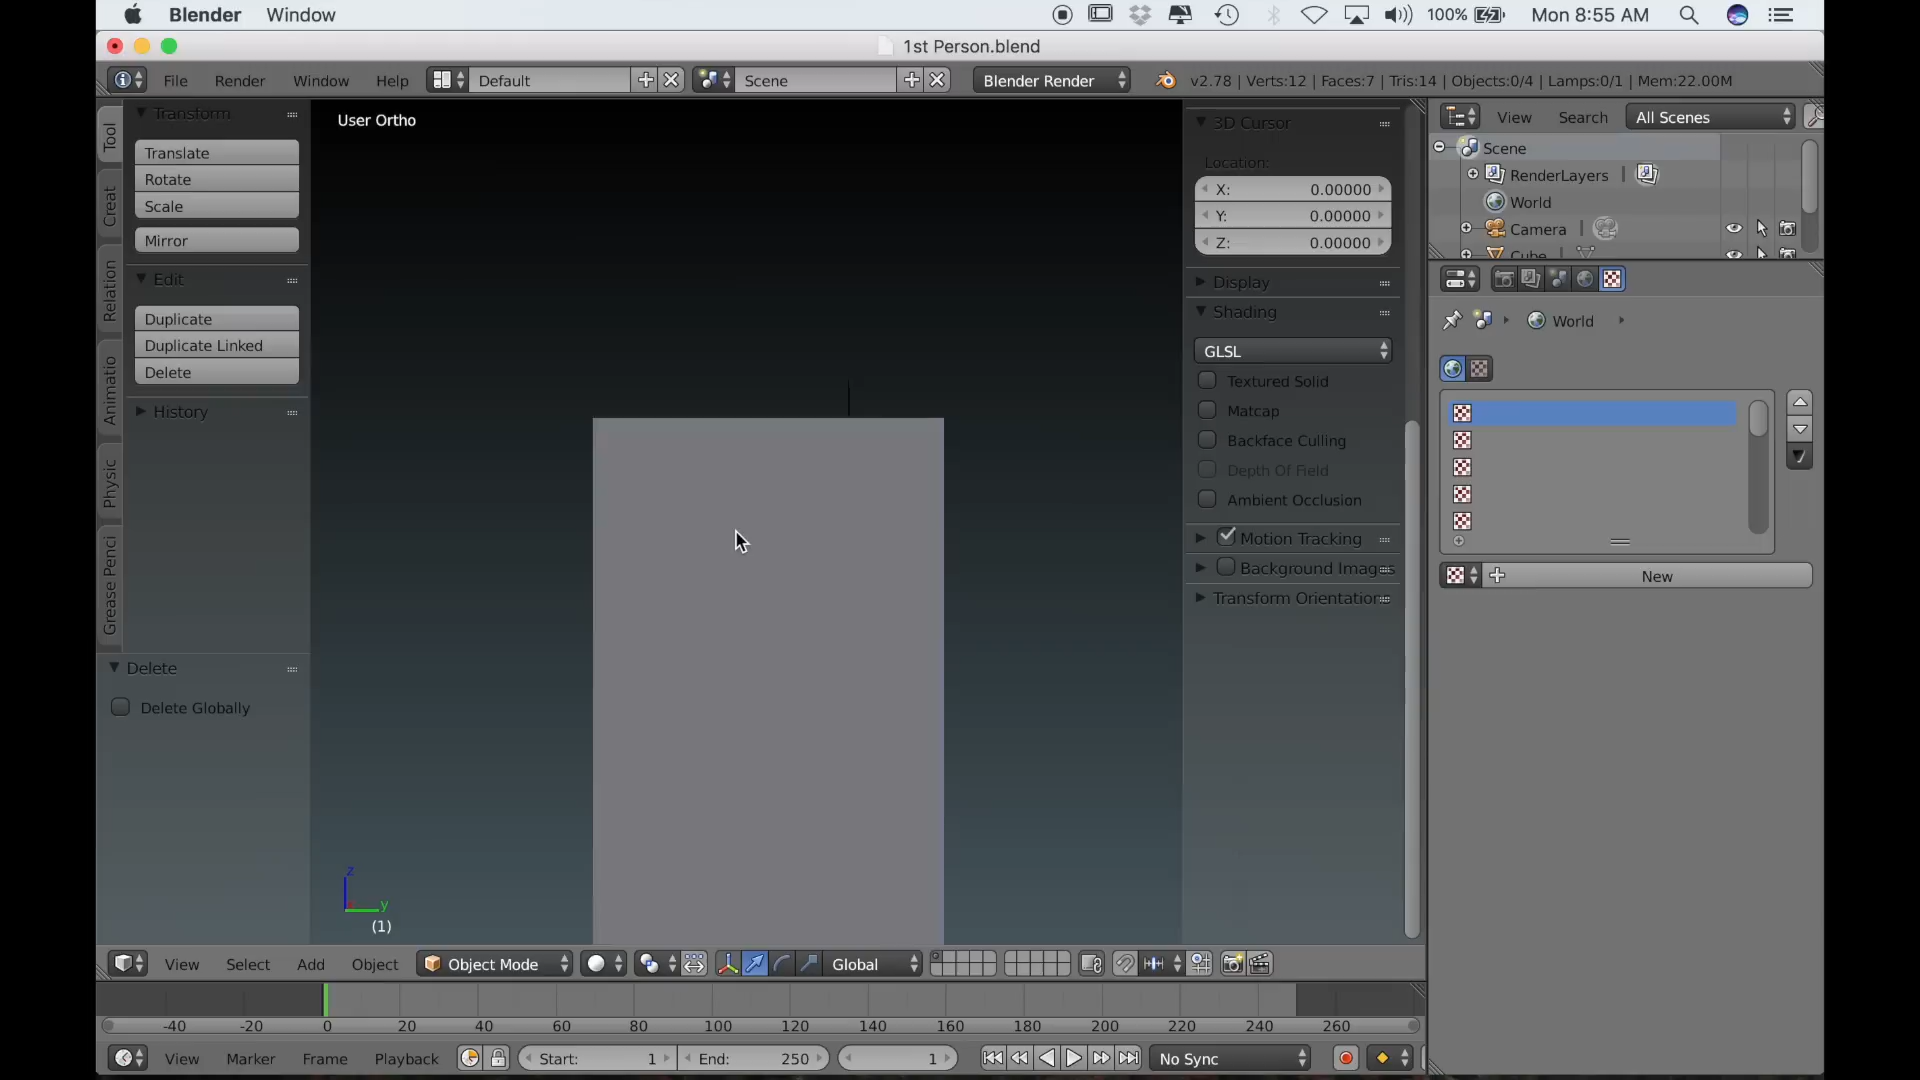 Blender Window 100% Mon 8:55 AM
1st Person.blend
File Render Window Help Default Scene Blender Render v2.78 | Verts:12 | Faces:7 | Tris:14 | Objects:0/4 | Lamps:0/1 | Mem:22.00M
Tool
Creat
Relation
Animatio
Physic
Grease Penci
Transform
Translate
Rotate
Scale
Mirror
Edit
Duplicate
Duplicate Linked
Delete
History
Delete
Delete Globally
User Ortho
z
y
(1)
3D Cursor
Location:
X: 0.00000
Y: 0.00000
Z: 0.00000
Display
Shading
GLSL
Textured Solid
Matcap
Backface Culling
Depth Of Field
Ambient Occlusion
Motion Tracking
Background Images
Transform Orientations
View Search All Scenes
Scene
RenderLayers
World
Camera
Cube
World
New
View Select Add Object Object Mode Global
-40 -20 0 20 40 60 80 100 120 140 160 180 200 220 240 260
View Marker Frame Playback Start: 1 End: 250 1 No Sync